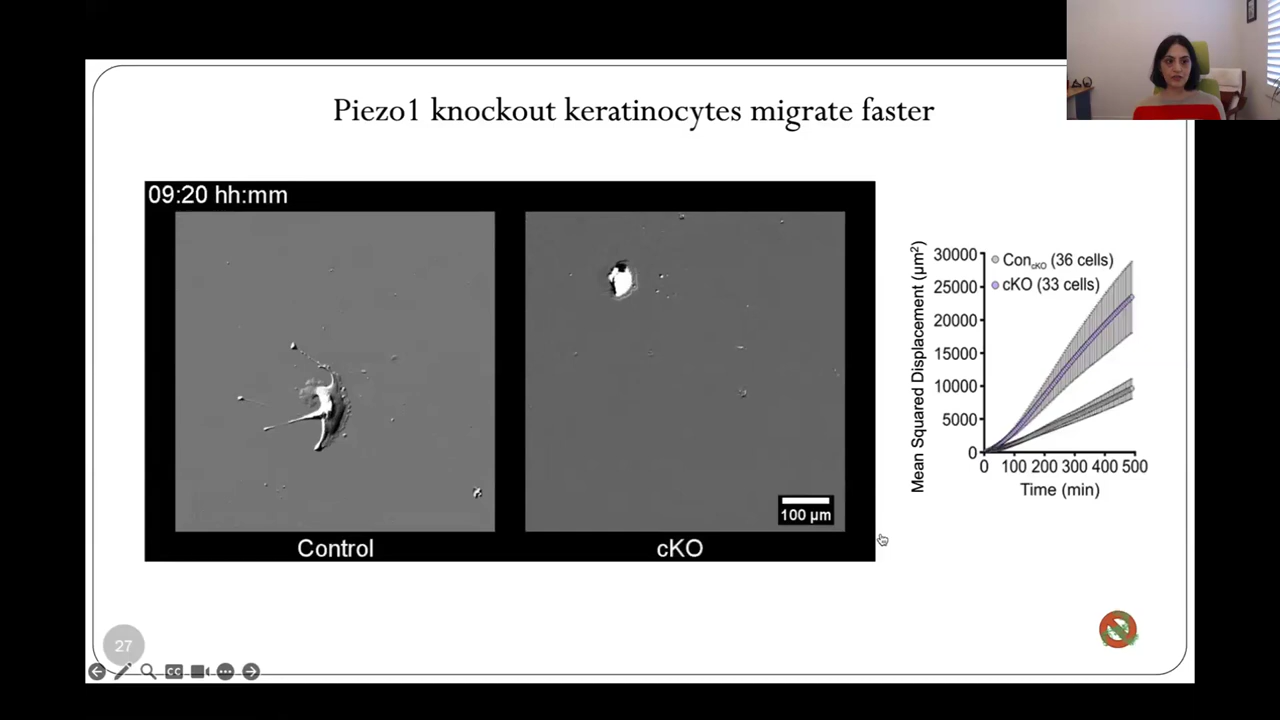 Piezo1 knockout keratinocytes migrate faster
09:20 hh:mm
100 µm
Control
cKO
Mean Squared Displacement (µm²)
30000
25000
20000
15000
10000
5000
0
Con cKO (36 cells)
cKO (33 cells)
0 100 200 300 400 500
Time (min)
27
CC